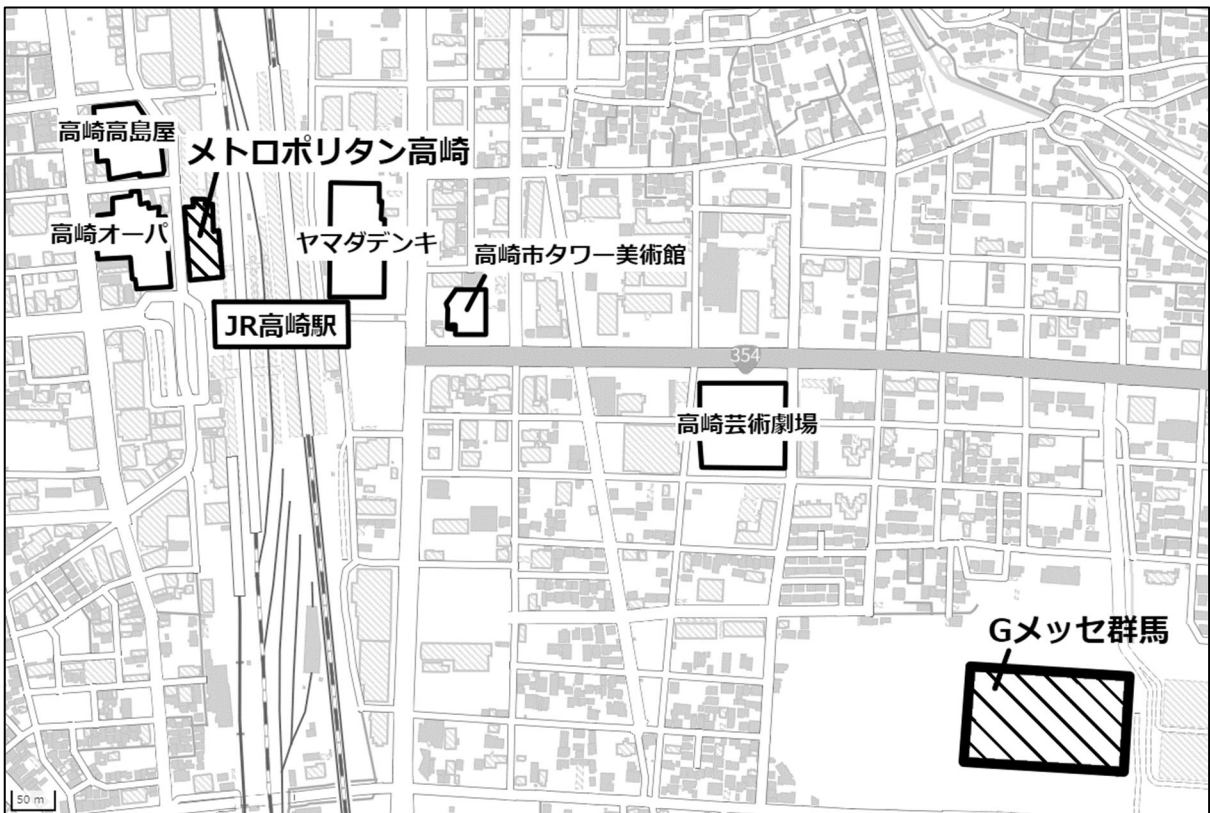 高崎高島屋
メトロポリタン高崎
高崎オーパ
ヤマダデンキ
高崎市タワー美術館
JR高崎駅
354
高崎芸術劇場
Gメッセ群馬
50 m